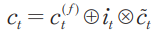 c_t = c_t^{(f)} ⊕ i_t ⊗ c̃_t